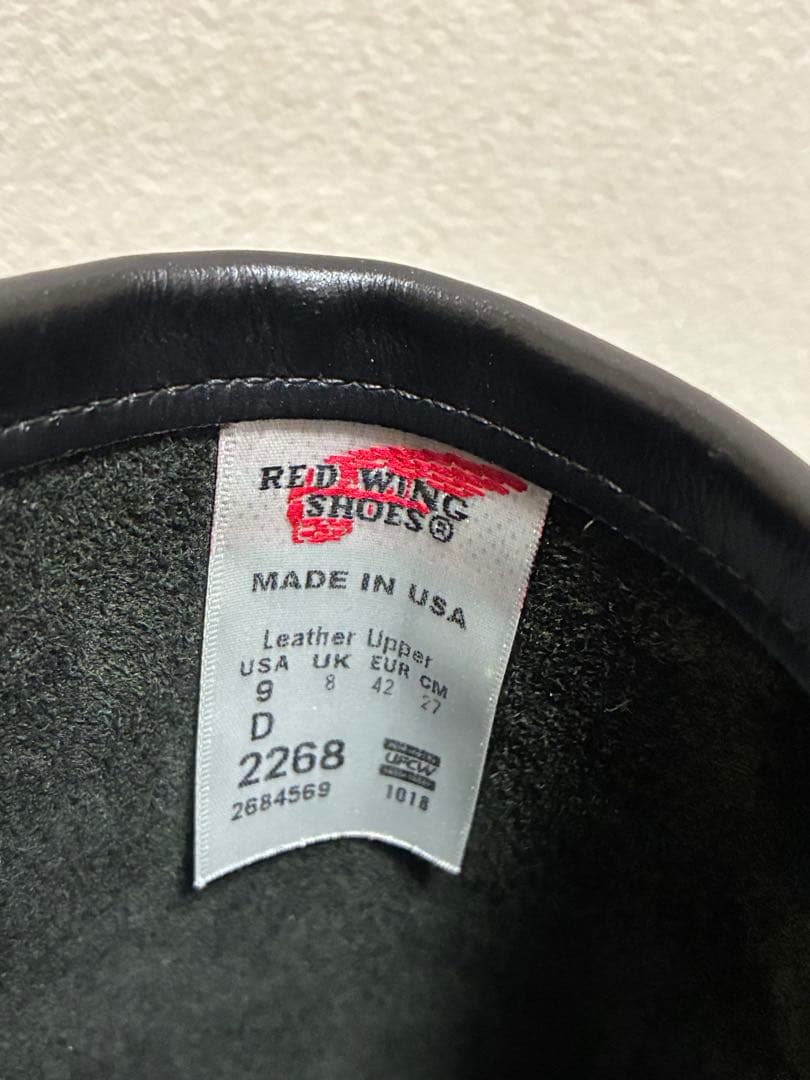 RED WING
SHOES®
MADE IN USA
Leather Upper
USA UK EUR CM
9 8 42 27
D
2268
UFCW
2684569 1018